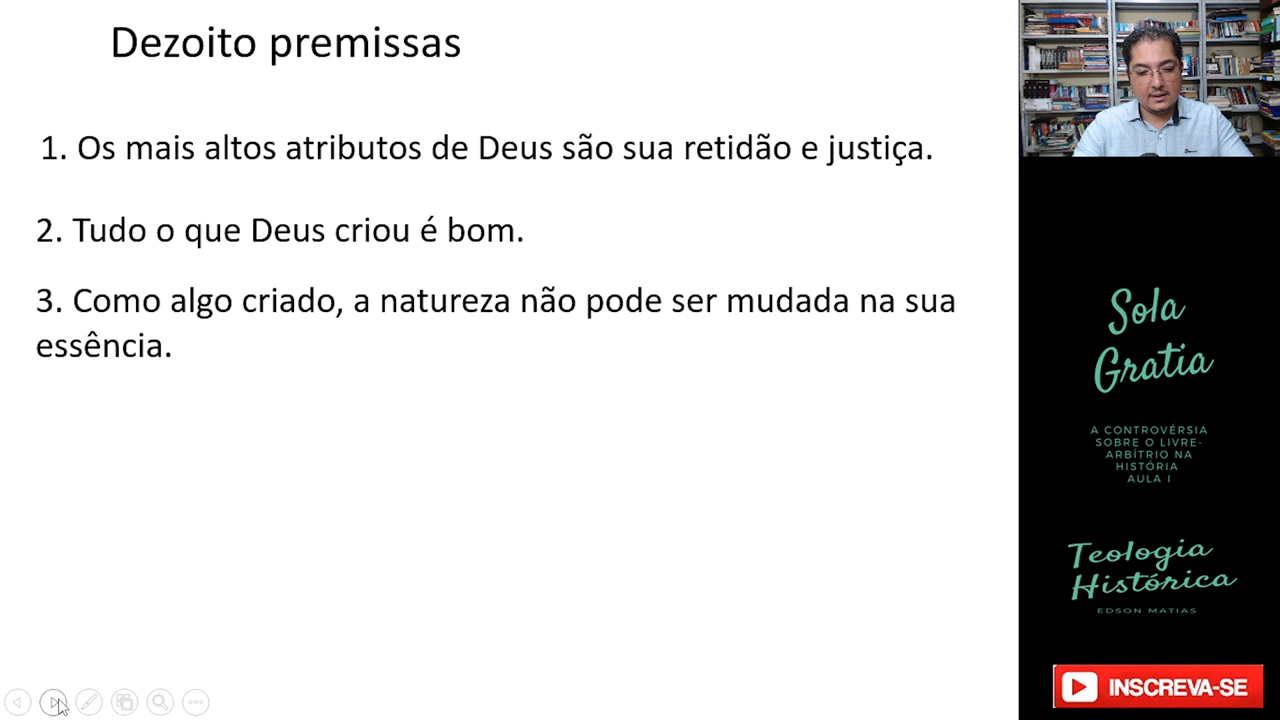 Dezoito premissas
1. Os mais altos atributos de Deus são sua retidão e justiça.
2. Tudo o que Deus criou é bom.
3. Como algo criado, a natureza não pode ser mudada na sua
essência.
Sola
Gratia
A CONTROVÉRSIA
SOBRE O LIVRE-
ARBÍTRIO NA
HISTÓRIA
AULA I
Teologia
Histórica
EDSON MATIAS
INSCREVA-SE